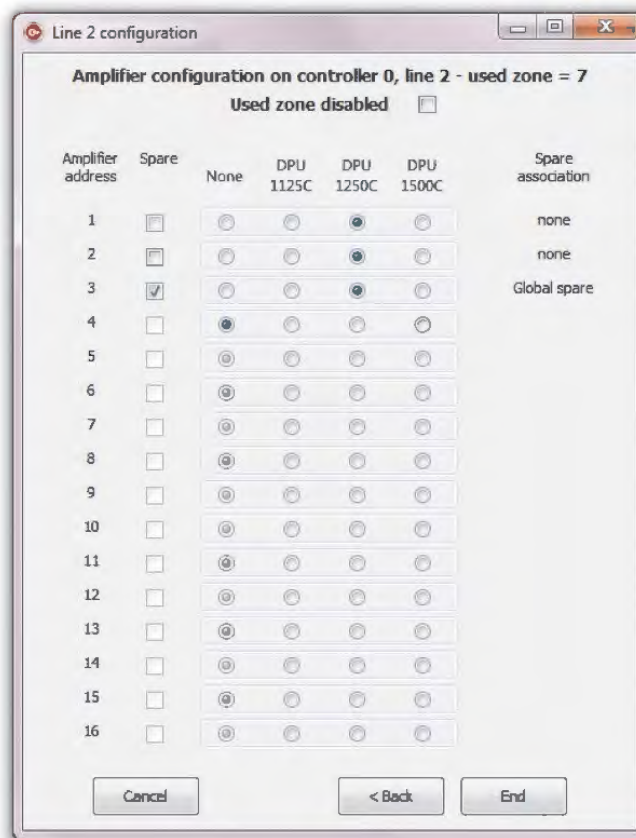 Line 2 configuration
Amplifier configuration on controller 0, line 2 - used zone = 7
Used zone disabled
Amplifier address Spare None DPU 1125C DPU 1250C DPU 1500C Spare association
1 none
2 none
3 Global spare
4
5
6
7
8
9
10
11
12
13
14
15
16
Cancel < Back End